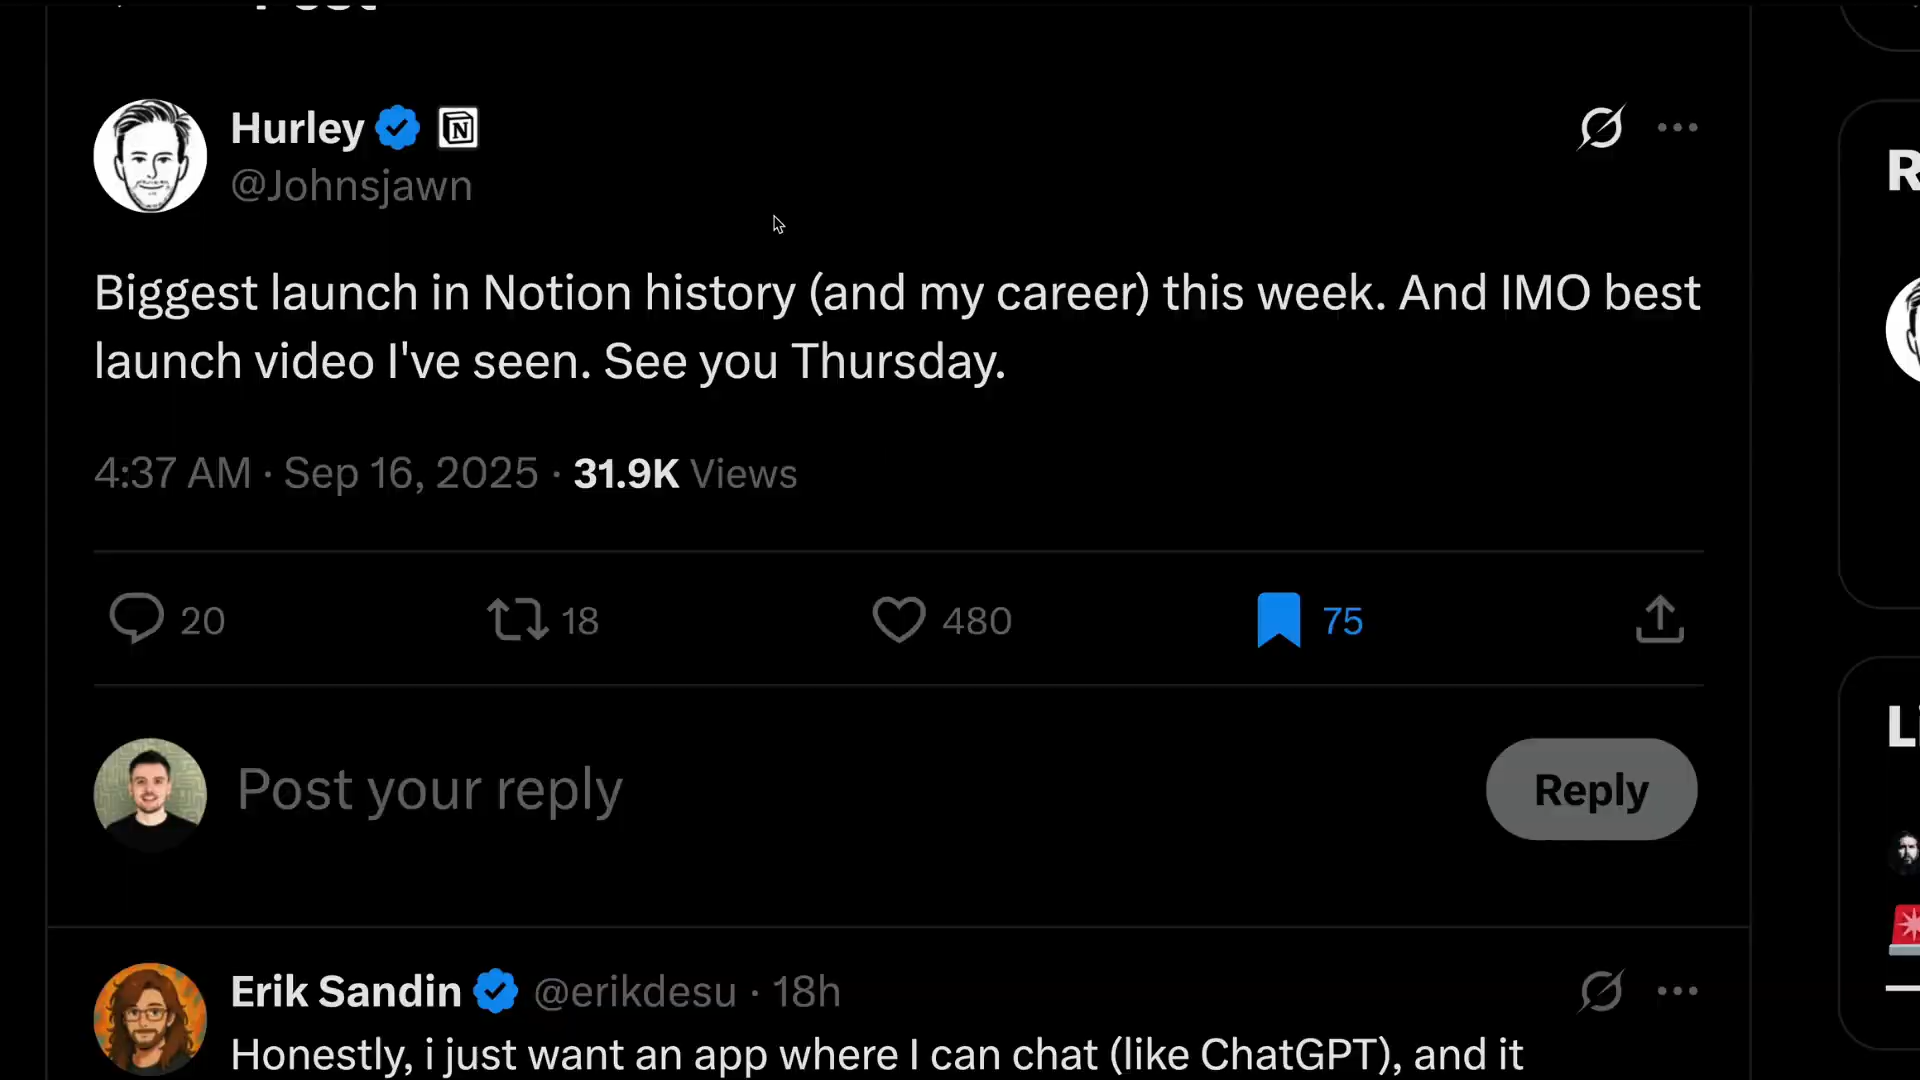 Post
Hurley
@Johnsjawn
Biggest launch in Notion history (and my career) this week. And IMO best
launch video I've seen. See you Thursday.
4:37 AM · Sep 16, 2025 · 31.9K Views
20 18 480 75
Post your reply
Reply
Erik Sandin @erikdesu · 18h
Honestly, i just want an app where I can chat (like ChatGPT), and it